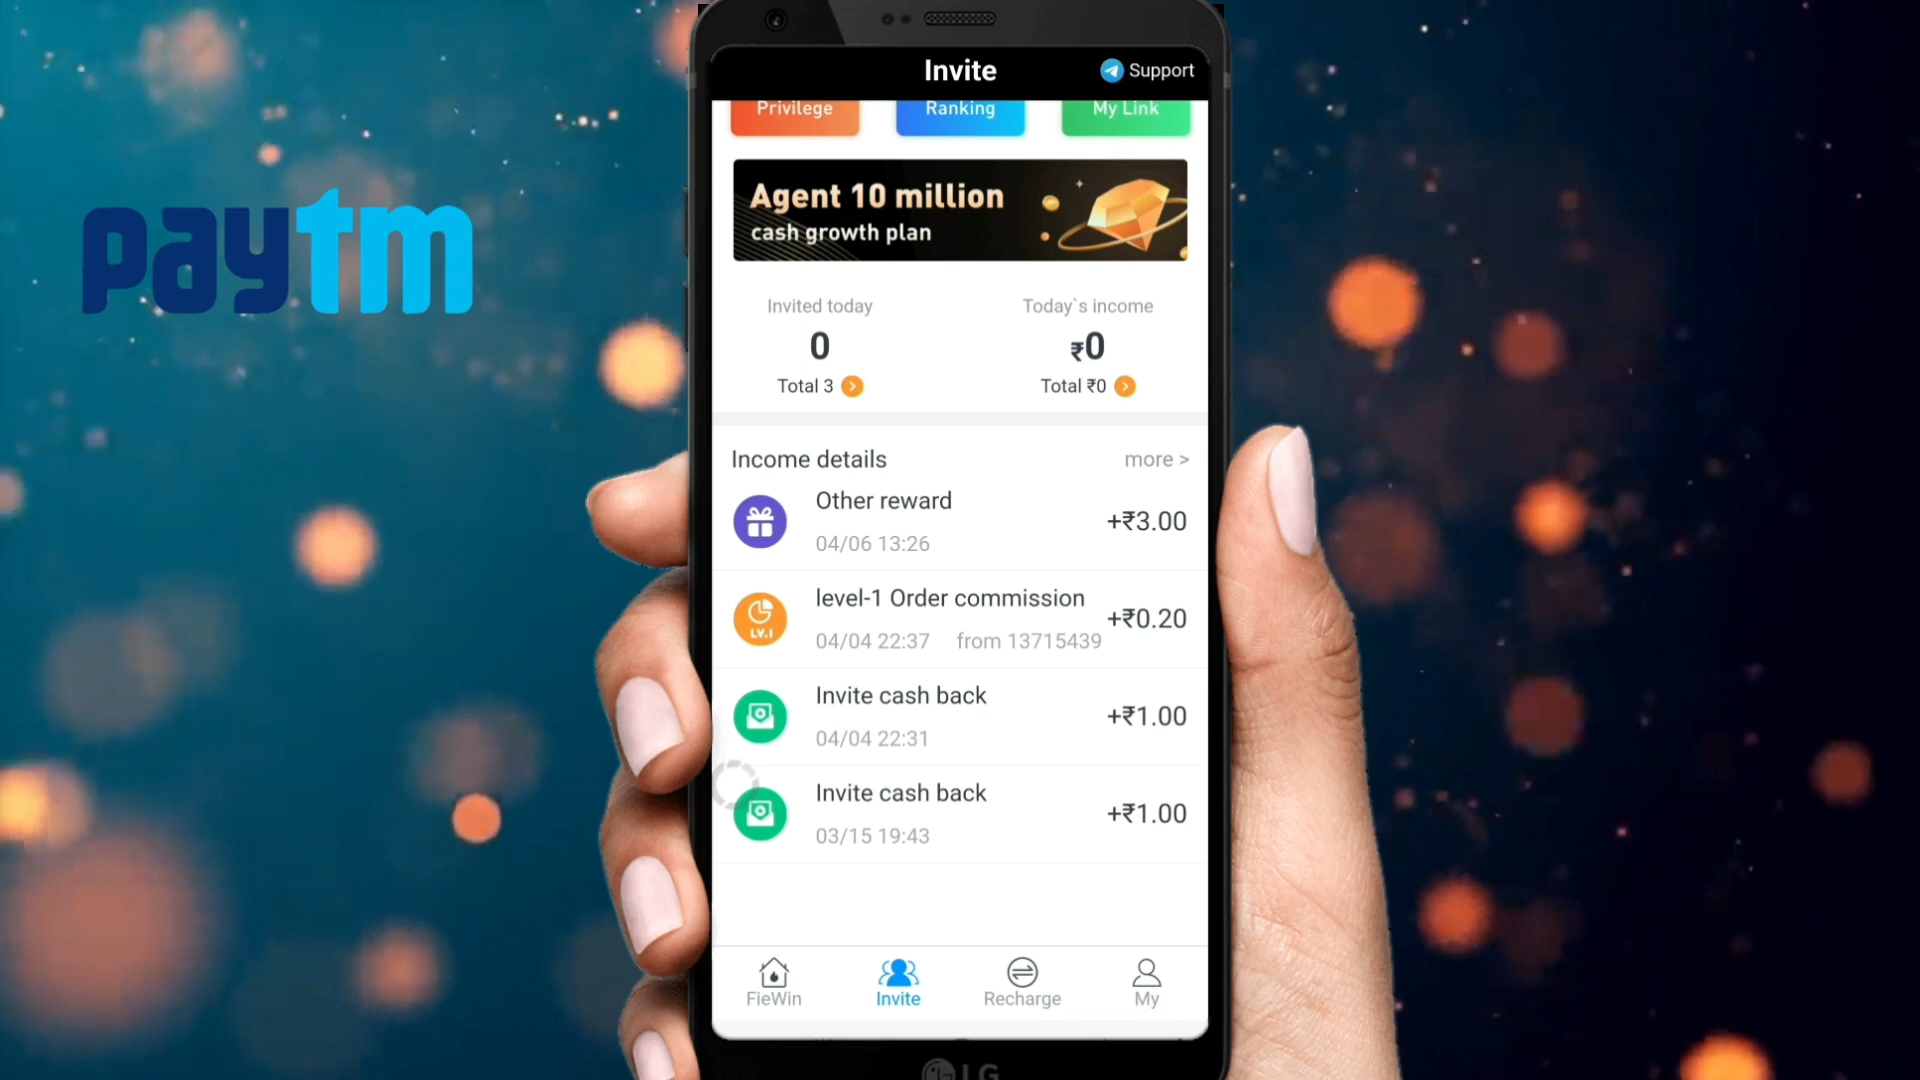 paytm
Invite
Support
Privilege
Ranking
My Link
Agent 10 million
cash growth plan
Invited today
Today`s income
0
₹0
Total 3
Total ₹0
Income details
more >
Other reward
+₹3.00
04/06 13:26
level-1 Order commission
+₹0.20
LV.1
04/04 22:37 from 13715439
Invite cash back
+₹1.00
04/04 22:31
Invite cash back
+₹1.00
03/15 19:43
FieWin
Invite
Recharge
My
LG